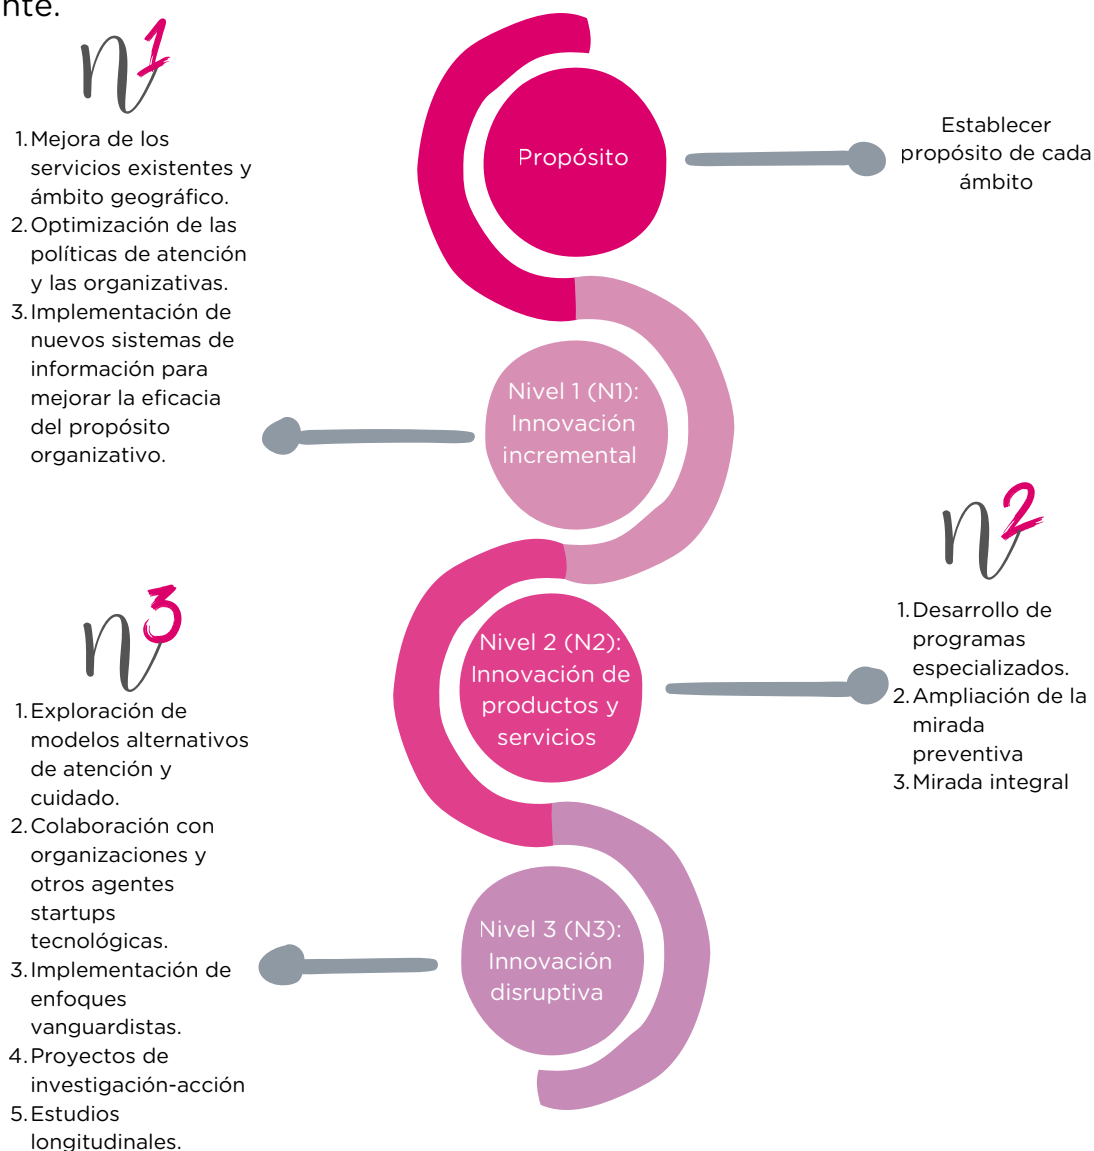 nte.
n1
1. Mejora de los
servicios existentes y
ámbito geográfico.
2. Optimización de las
políticas de atención
y las organizativas.
3. Implementación de
nuevos sistemas de
información para
mejorar la eficacia
del propósito
organizativo.
Propósito
Establecer
propósito de cada
ámbito
Nivel 1 (N1):
Innovación
incremental
n2
1. Desarrollo de
programas
especializados.
2. Ampliación de la
mirada
preventiva
3. Mirada integral
Nivel 2 (N2):
Innovación de
productos y
servicios
n3
1. Exploración de
modelos alternativos
de atención y
cuidado.
2. Colaboración con
organizaciones y
otros agentes
startups
tecnológicas.
3. Implementación de
enfoques
vanguardistas.
4. Proyectos de
investigación-acción
5. Estudios
longitudinales.
Nivel 3 (N3):
Innovación
disruptiva